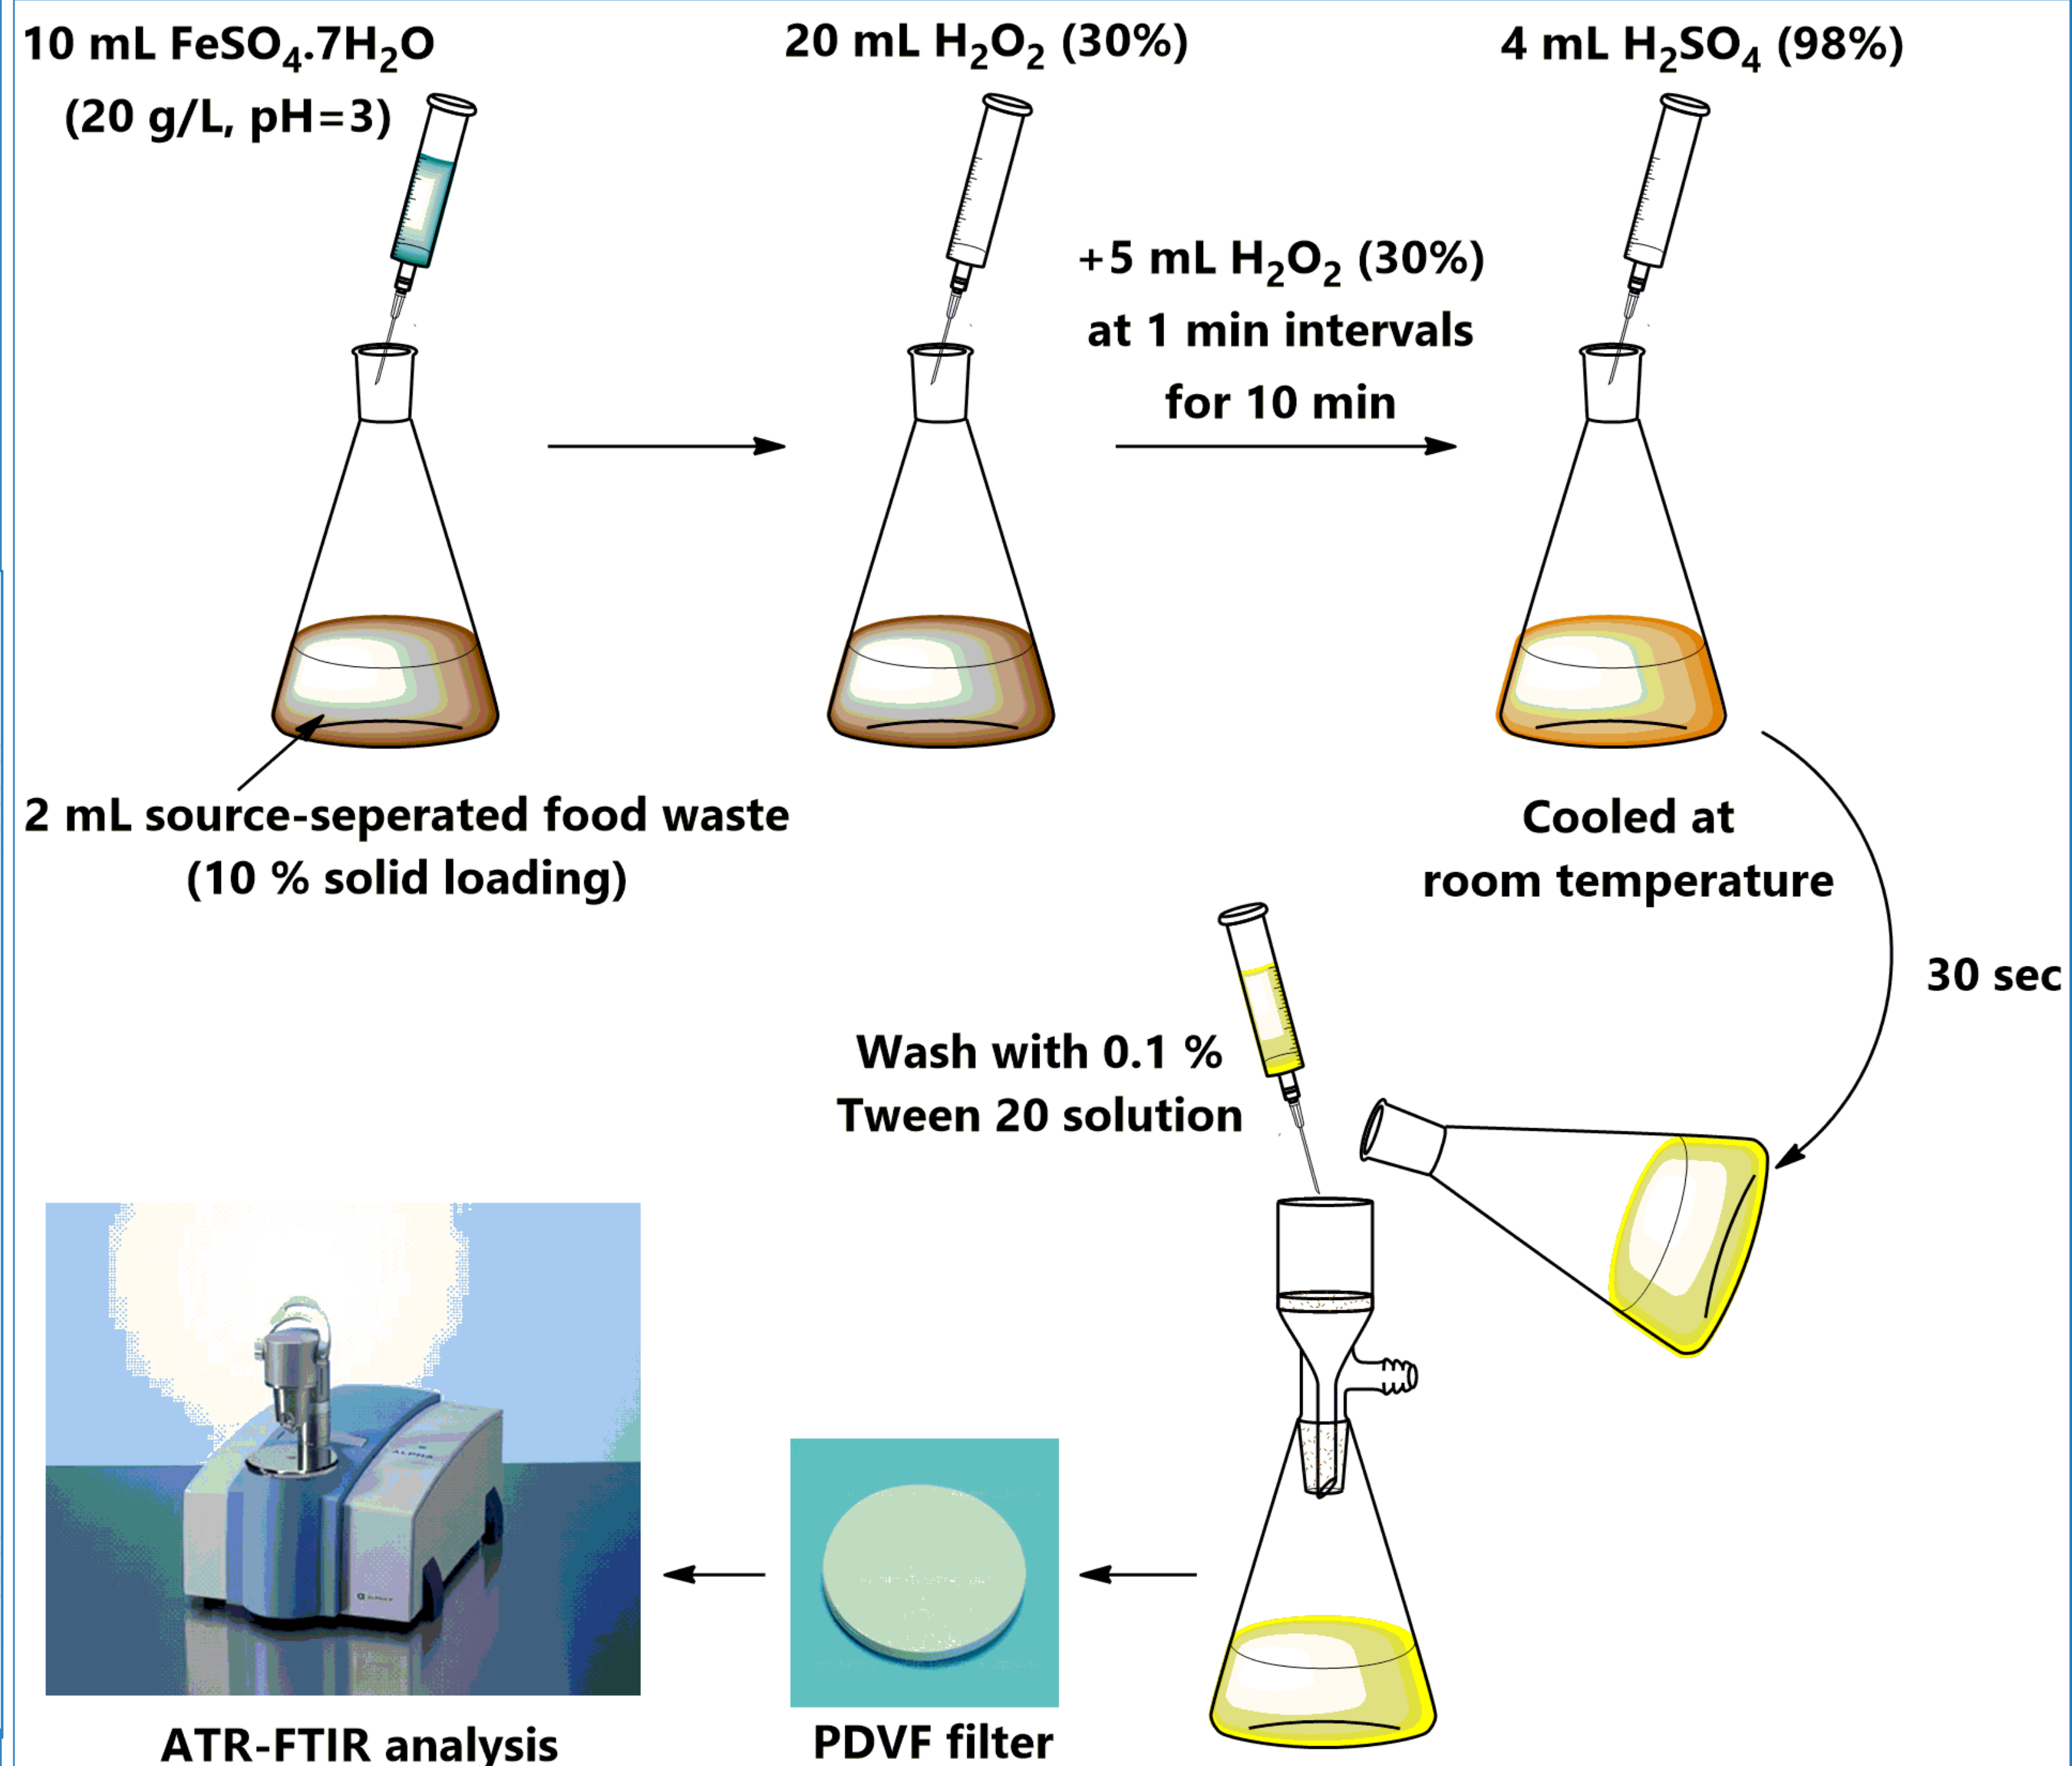 10 mL FeSO₄.7H₂O
(20 g/L, pH=3)
20 mL H₂O₂ (30%)
4 mL H₂SO₄ (98%)
+5 mL H₂O₂ (30%)
at 1 min intervals
for 10 min
2 mL source-seperated food waste
(10 % solid loading)
Cooled at
room temperature
30 sec
Wash with 0.1 %
Tween 20 solution
ALPHA
PDVF filter
ATR-FTIR analysis